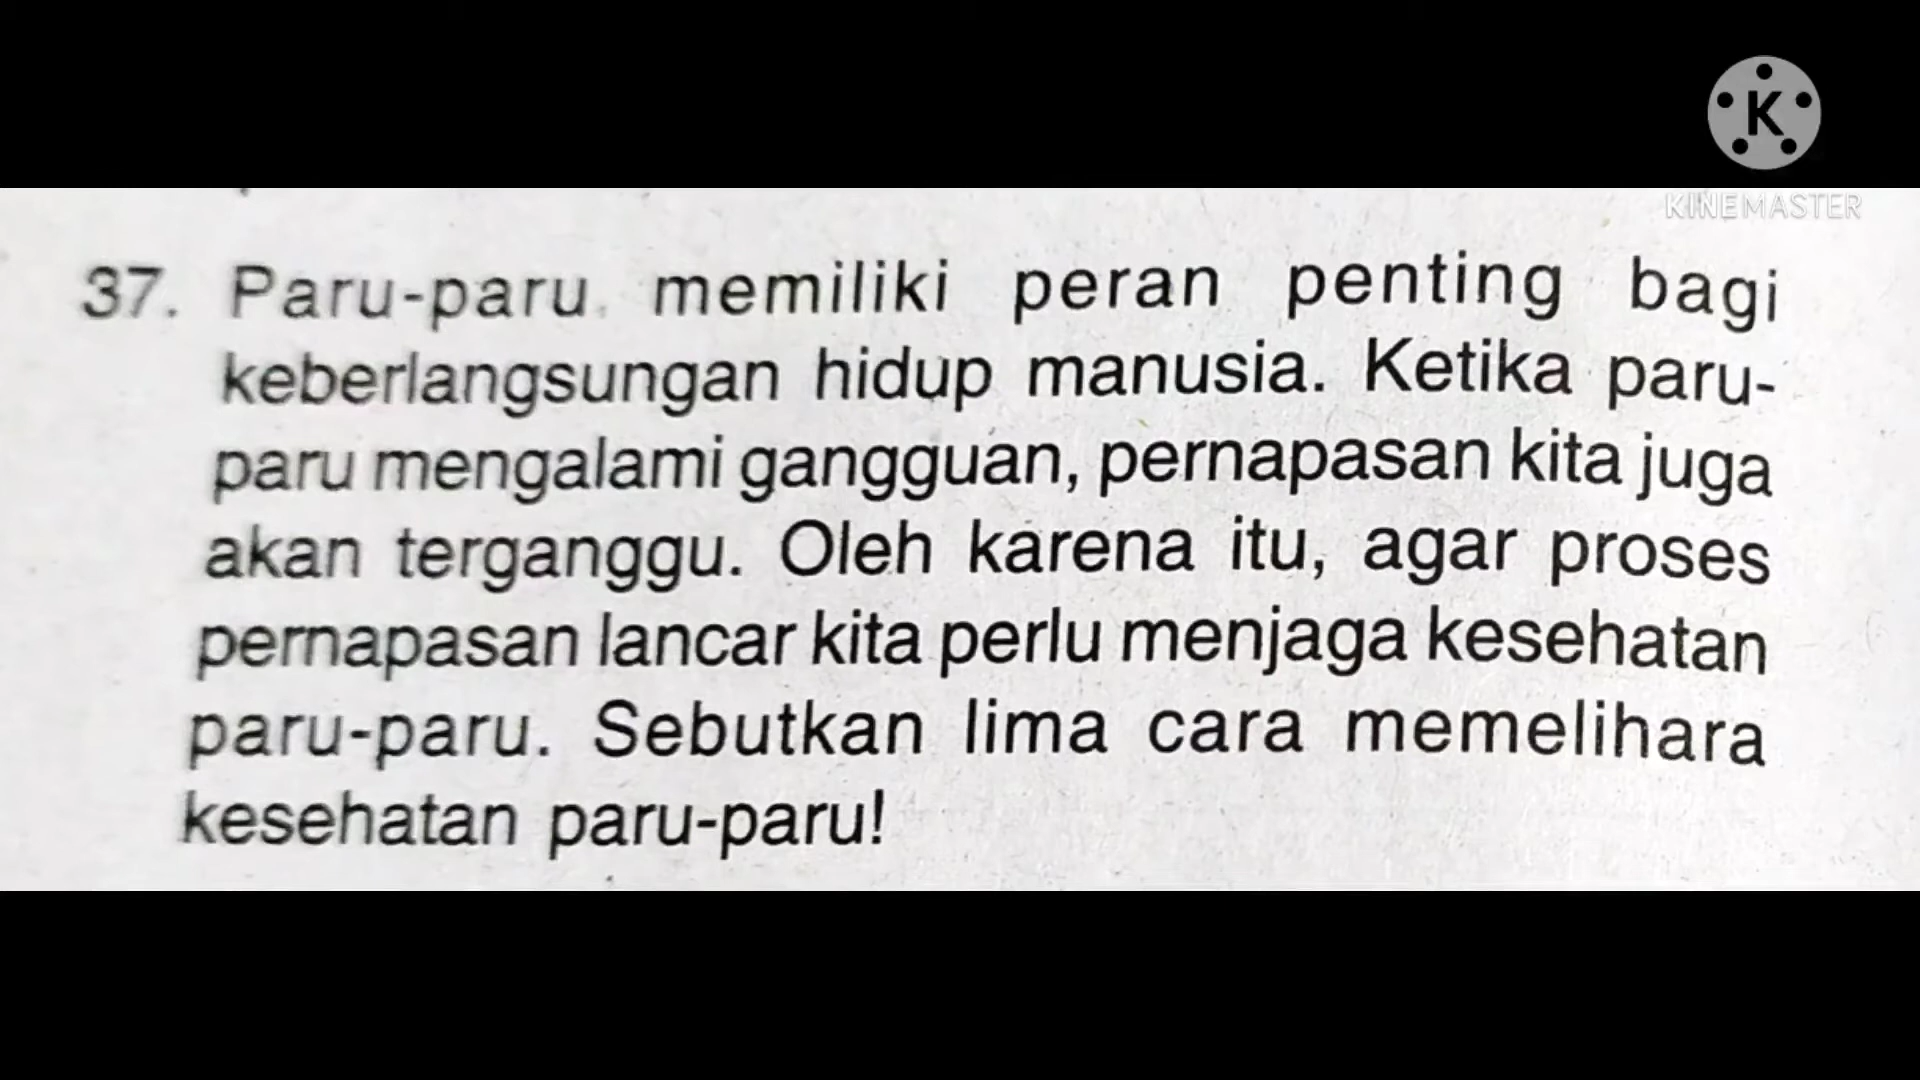 K
KINEMASTER
37. Paru-paru memiliki peran penting bagi
keberlangsungan hidup manusia. Ketika paru-
paru mengalami gangguan, pernapasan kita juga
akan terganggu. Oleh karena itu, agar proses
pernapasan lancar kita perlu menjaga kesehatan
paru-paru. Sebutkan lima cara memelihara
kesehatan paru-paru!